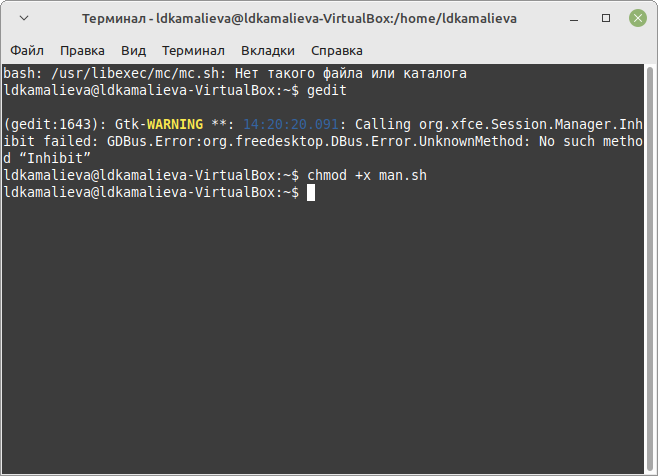 Терминал - ldkamalieva@ldkamalieva-VirtualBox:/home/ldkamalieva
Файл Правка Вид Терминал Вкладки Справка
bash: /usr/libexec/mc/mc.sh: Нет такого файла или каталога
ldkamalieva@ldkamalieva-VirtualBox:~$ gedit
(gedit:1643): Gtk-WARNING **: 14:20:20.091: Calling org.xfce.Session.Manager.Inh
ibit failed: GDBus.Error:org.freedesktop.DBus.Error.UnknownMethod: No such metho
d “Inhibit”
ldkamalieva@ldkamalieva-VirtualBox:~$ chmod +x man.sh
ldkamalieva@ldkamalieva-VirtualBox:~$